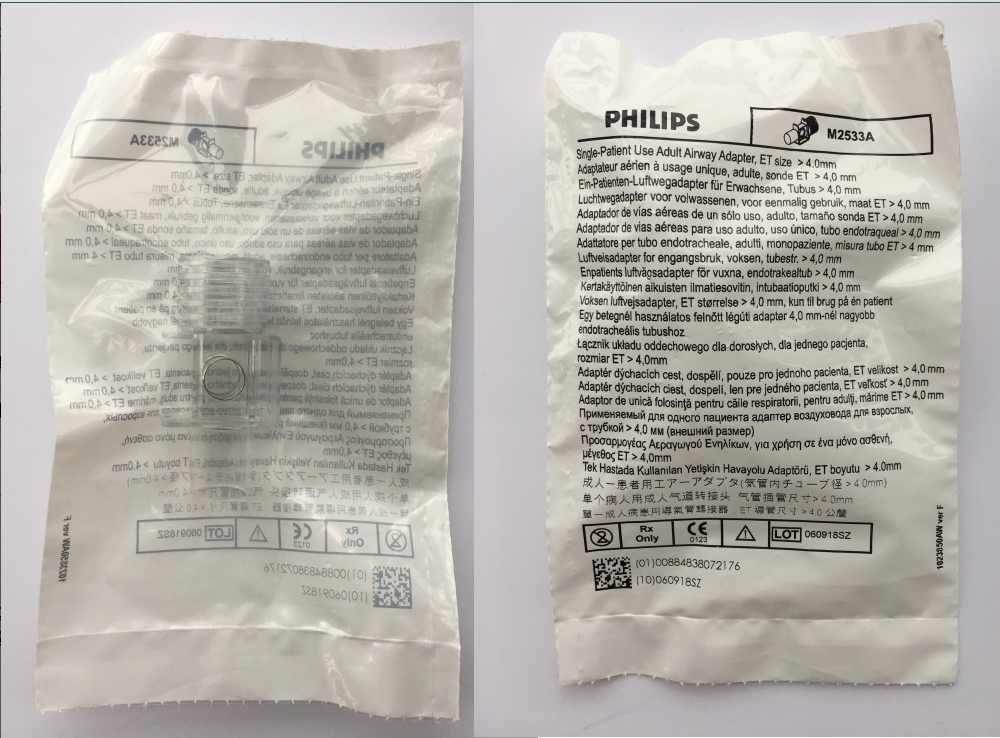 PHILIPS
M2533A
Single-Patient Use Adult Airway Adapter, ET size > 4.0mm
Adaptateur aérien à usage unique, adulte, sonde ET > 4,0 mm
Ein-Patienten-Luftwegadapter für Erwachsene, Tubus > 4,0 mm
Luchtwegadapter voor volwassenen, voor eenmalig gebruik, maat ET > 4,0 mm
Adaptador de vías aéreas de un sólo uso, adulto, tamaño sonda ET > 4,0 mm
Adaptador de vias aéreas para uso adulto, uso único, tubo endotraqueal > 4,0 mm
Adattatore per tubo endotracheale, adulti, monopaziente, misura tubo ET > 4 mm
Luftveisadapter for engangsbruk, voksen, tubestr. > 4,0 mm
Enpatients luftvägsadapter för vuxna, endotrakealtub > 4,0 mm
Kertakäyttöinen aikuisten ilmatiesovitin, intubaatioputki > 4,0 mm
Voksen luftvejsadapter, ET størrelse > 4,0 mm, kun til brug på én patient
Egy betegnél használatos felnőtt légúti adapter 4,0 mm-nél nagyobb
endotracheális tubushoz
Łącznik układu oddechowego dla dorosłych, dla jednego pacjenta,
rozmiar ET > 4,0mm
Adaptér dýchacích cest, dospělí, pouze pro jednoho pacienta, ET velikost > 4,0 mm
Adaptér dýchacích ciest, dospelí, len pre jedného pacienta, ET veľkosť > 4,0 mm
Adaptor de unică folosinţă pentru căile respiratorii, pentru adulţi, mărime ET > 4,0 mm
Применяемый для одного пациента адаптер воздуховода для взрослых,
с трубкой > 4,0 мм (внешний размер)
Προσαρμογέας Αεραγωγού Ενηλίκων, για χρήση σε ένα μόνο ασθενή,
μέγεθος ET > 4,0mm
Tek Hastada Kullanılan Yetişkin Havayolu Adaptörü, ET boyutu > 4.0mm
成人一患者用エアーアダプタ(気管内チューブ径 > 4.0mm)
单个病人用成人气道转接头 气管插管尺寸> 4.0mm
單一成人病患用導氣管轉接器 , ET 導管尺寸 > 4.0 公釐
Rx
Only
CE
0123
LOT 060918SZ
(01)00884838072176
(10)060918SZ
1023850AW ver F